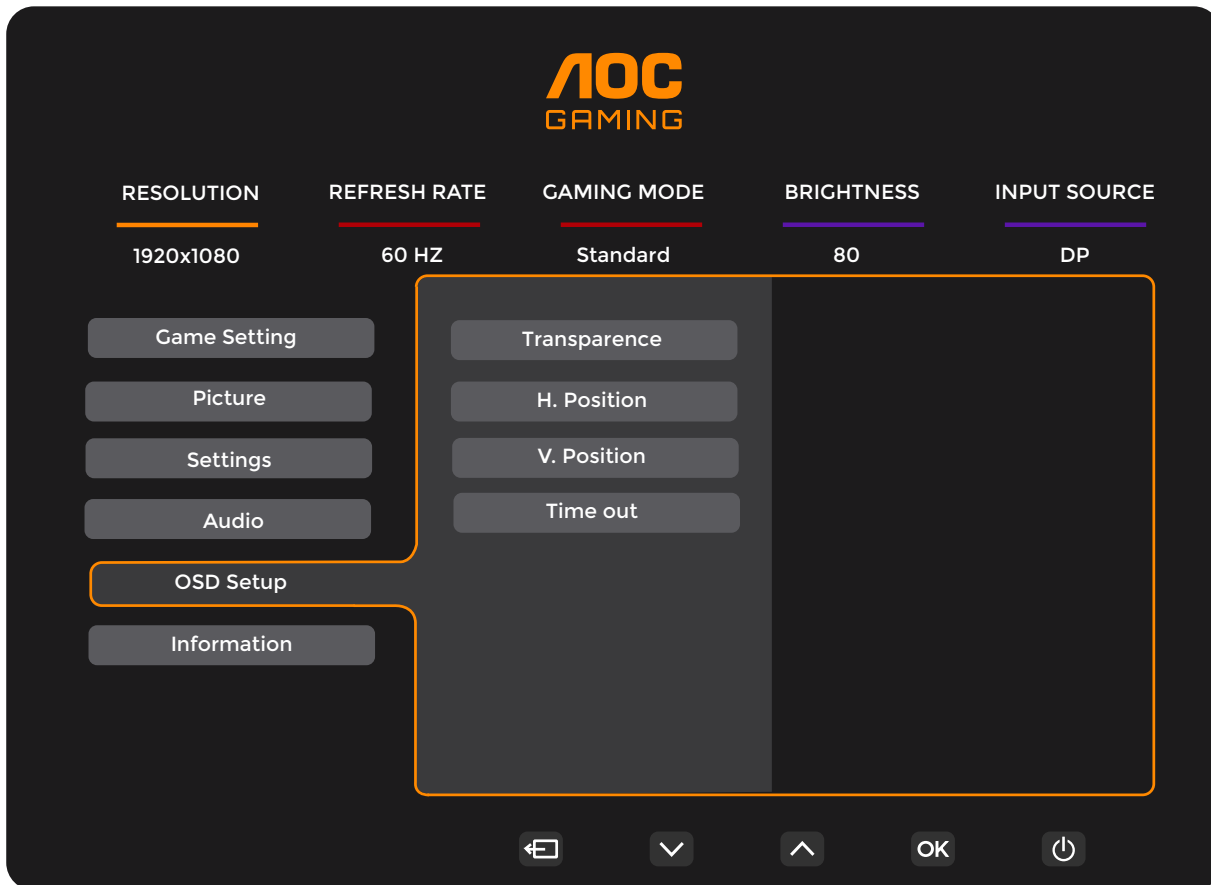 AOC
GAMING
RESOLUTION REFRESH RATE GAMING MODE BRIGHTNESS INPUT SOURCE
1920x1080 60 HZ Standard 80 DP
Game Setting
Picture
Settings
Audio
OSD Setup
Information
Transparence
H. Position
V. Position
Time out
OK